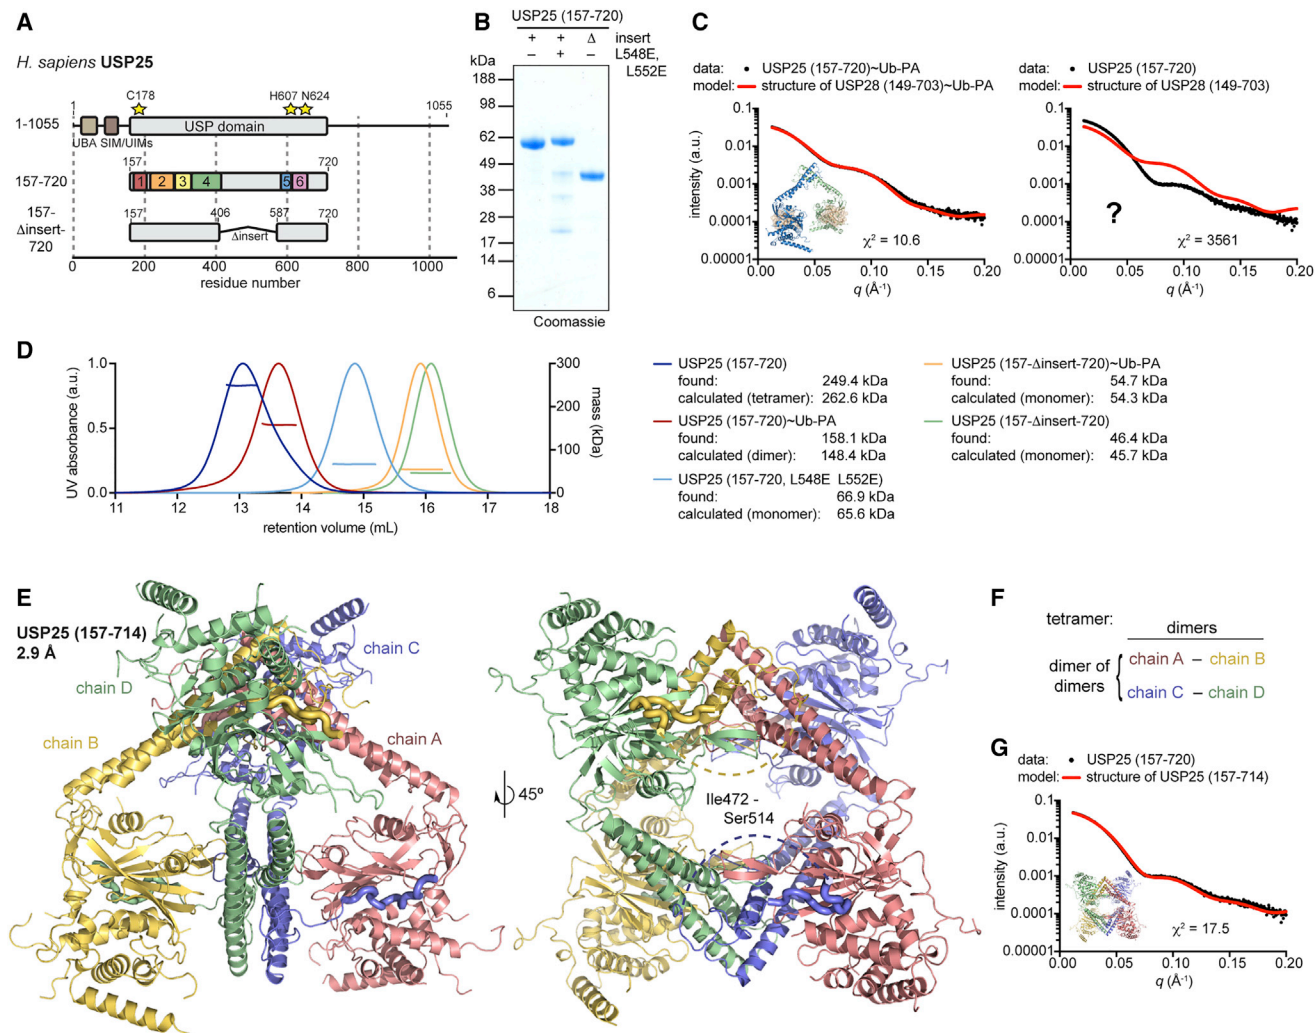 A
H. sapiens USP25
C178
H607 N624
1
1055
1-1055
USP domain
UBA SIM/UIMs
157
720
157-720
1 2 3 4 5 6
157-
Δinsert-
720
157
406
587
720
Δinsert
0 200 400 600 800 1000
residue number
B
USP25 (157-720)
+ + Δ insert
– + – L548E,
L552E
kDa
188
98
62
49
38
28
17
14
6
Coomassie
C
data: • USP25 (157-720)~Ub-PA
model: structure of USP28 (149-703)~Ub-PA
0.1
0.01
0.001
0.0001
0.00001
intensity (a.u.)
χ² = 10.6
0.00 0.05 0.10 0.15 0.20
q (Å⁻¹)
data: • USP25 (157-720)
model: structure of USP28 (149-703)
0.1
0.01
0.001
0.0001
0.00001
?
χ² = 3561
0.00 0.05 0.10 0.15 0.20
q (Å⁻¹)
D
1.0
0.5
0.0
UV absorbance (a.u.)
300
200
100
0
mass (kDa)
11 12 13 14 15 16 17 18
retention volume (mL)
USP25 (157-720)
found: 249.4 kDa
calculated (tetramer): 262.6 kDa
USP25 (157-720)~Ub-PA
found: 158.1 kDa
calculated (dimer): 148.4 kDa
USP25 (157-720, L548E L552E)
found: 66.9 kDa
calculated (monomer): 65.6 kDa
USP25 (157-Δinsert-720)~Ub-PA
found: 54.7 kDa
calculated (monomer): 54.3 kDa
USP25 (157-Δinsert-720)
found: 46.4 kDa
calculated (monomer): 45.7 kDa
E
USP25 (157-714)
2.9 Å
chain C
chain D
chain B
chain A
45º
Ile472 -
Ser514
F
tetramer:
dimers
dimer of
dimers
chain A – chain B
chain C – chain D
G
data: • USP25 (157-720)
model: structure of USP25 (157-714)
0.1
0.01
0.001
0.0001
0.00001
intensity (a.u.)
χ² = 17.5
0.00 0.05 0.10 0.15 0.20
q (Å⁻¹)